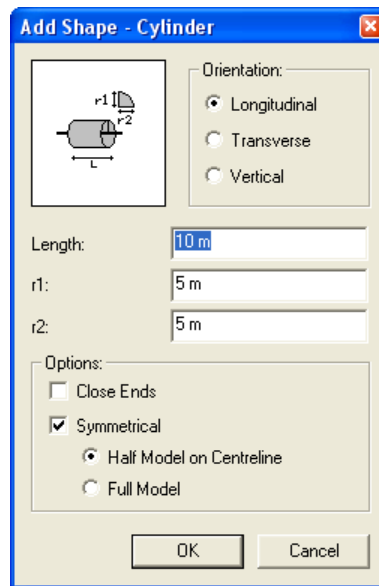 Add Shape - Cylinder
r1
r2
L
Orientation:
Longitudinal
Transverse
Vertical
Length:
10 m
r1:
5 m
r2:
5 m
Options:
Close Ends
Symmetrical
Half Model on Centreline
Full Model
OK
Cancel